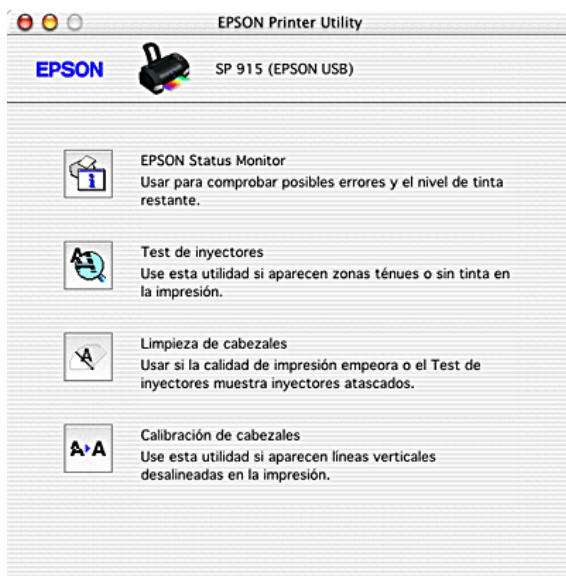 EPSON Printer Utility
EPSON
SP 915 (EPSON USB)
EPSON Status Monitor
Usar para comprobar posibles errores y el nivel de tinta
restante.
Test de inyectores
Use esta utilidad si aparecen zonas ténues o sin tinta en
la impresión.
Limpieza de cabezales
Usar si la calidad de impresión empeora o el Test de
inyectores muestra inyectores atascados.
A▸A
Calibración de cabezales
Use esta utilidad si aparecen líneas verticales
desalineadas en la impresión.